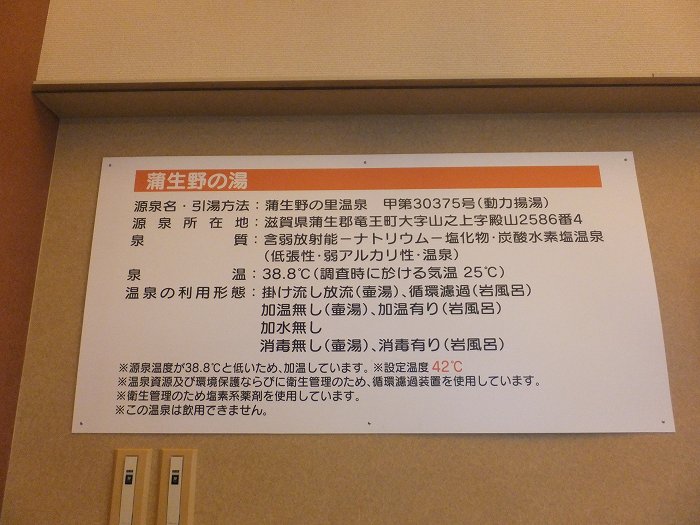 蒲生野の湯
源泉名・引湯方法：蒲生野の里温泉　甲第30375号(動力揚湯)
源泉所在地：滋賀県蒲生郡竜王町大字山之上字殿山2586番4
泉質：含弱放射能ーナトリウムー塩化物・炭酸水素塩温泉
(低張性・弱アルカリ性・温泉)
泉温：38.8℃(調査時に於ける気温 25℃)
温泉の利用形態：掛け流し放流(壷湯)、循環濾過(岩風呂)
加温無し(壷湯)、加温有り(岩風呂)
加水無し
消毒無し(壷湯)、消毒有り(岩風呂)
※源泉温度が38.8℃と低いため、加温しています。※設定温度 42℃
※温泉資源及び環境保護ならびに衛生管理のため、循環濾過装置を使用しています。
※衛生管理のため塩素系薬剤を使用しています。
※この温泉は飲用できません。